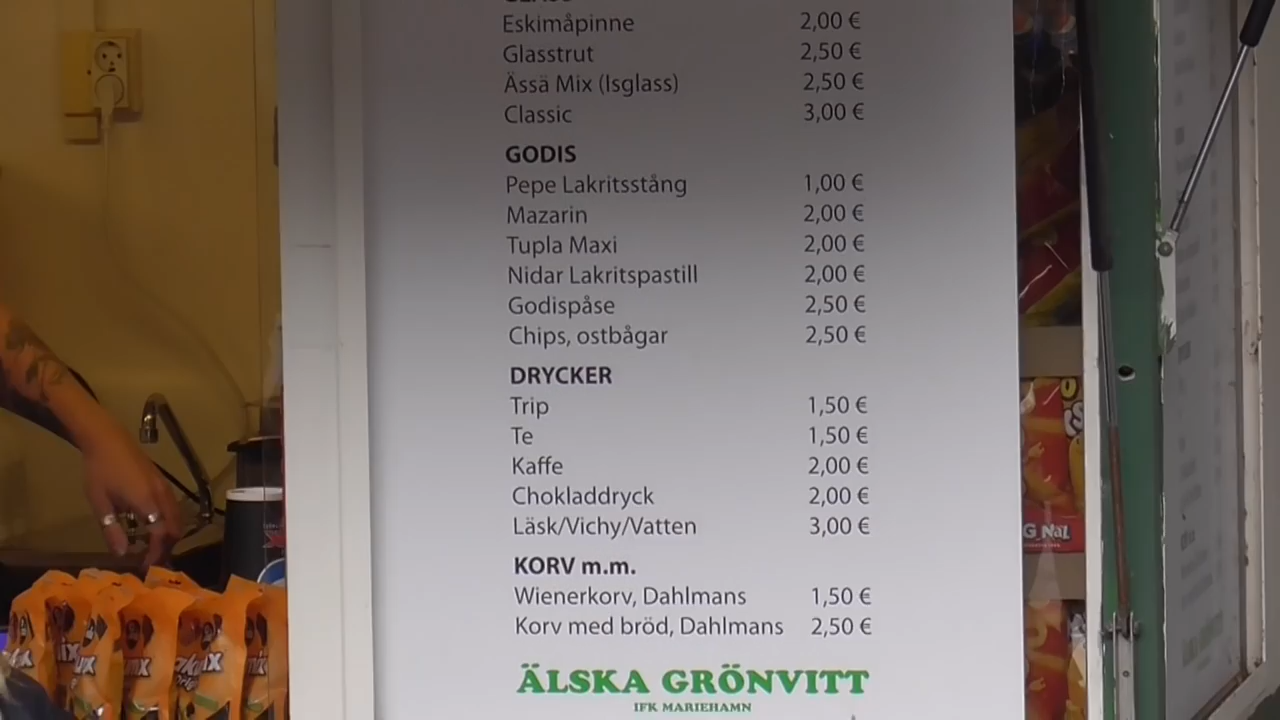 Eskimåpinne 2,00 €
Glasstrut 2,50 €
Ässä Mix (Isglass) 2,50 €
Classic 3,00 €
GODIS
Pepe Lakritsstång 1,00 €
Mazarin 2,00 €
Tupla Maxi 2,00 €
Nidar Lakritspastill 2,00 €
Godispåse 2,50 €
Chips, ostbågar 2,50 €
DRYCKER
Trip 1,50 €
Te 1,50 €
Kaffe 2,00 €
Chokladdryck 2,00 €
Läsk/Vichy/Vatten 3,00 €
KORV m.m.
Wienerkorv, Dahlmans 1,50 €
Korv med bröd, Dahlmans 2,50 €
ÄLSKA GRÖNVITT
IFK MARIEHAMN